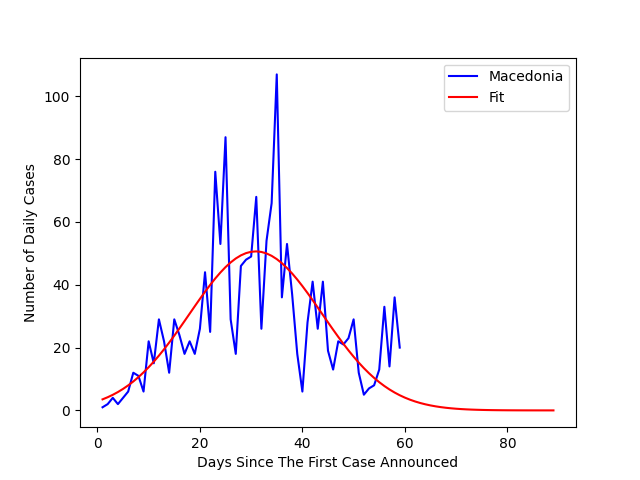 Macedonia
Fit
Number of Daily Cases
100
80
60
40
20
0
0 20 40 60 80
Days Since The First Case Announced